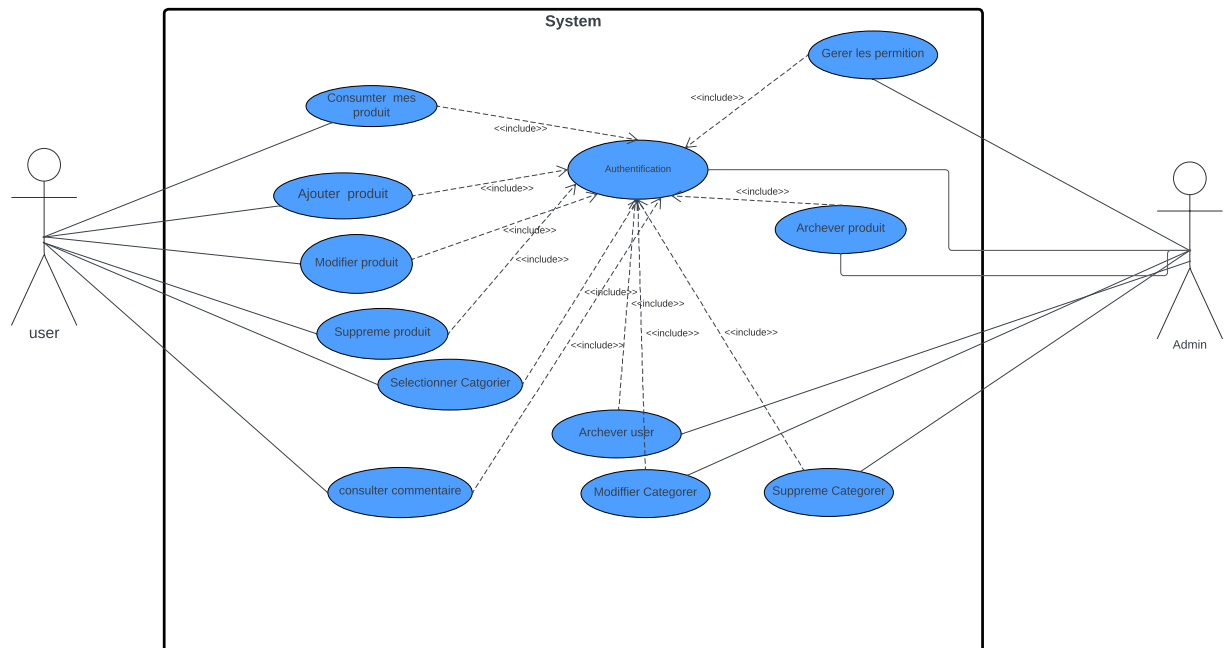 System
Gerer les permition
Consumter mes
produit
<<include>>
<<include>>
Authentification
Ajouter produit
<<include>>
<<include>>
Archever produit
<<include>>
Modifier produit
<<include>>
<<include>>
<<include>>
Suppreme produit
<<include>>
<<include>>
<<include>>
user
Admin
Selectionner Catgorier
Archever user
consulter commentaire
Modiffier Categorer
Suppreme Categorer